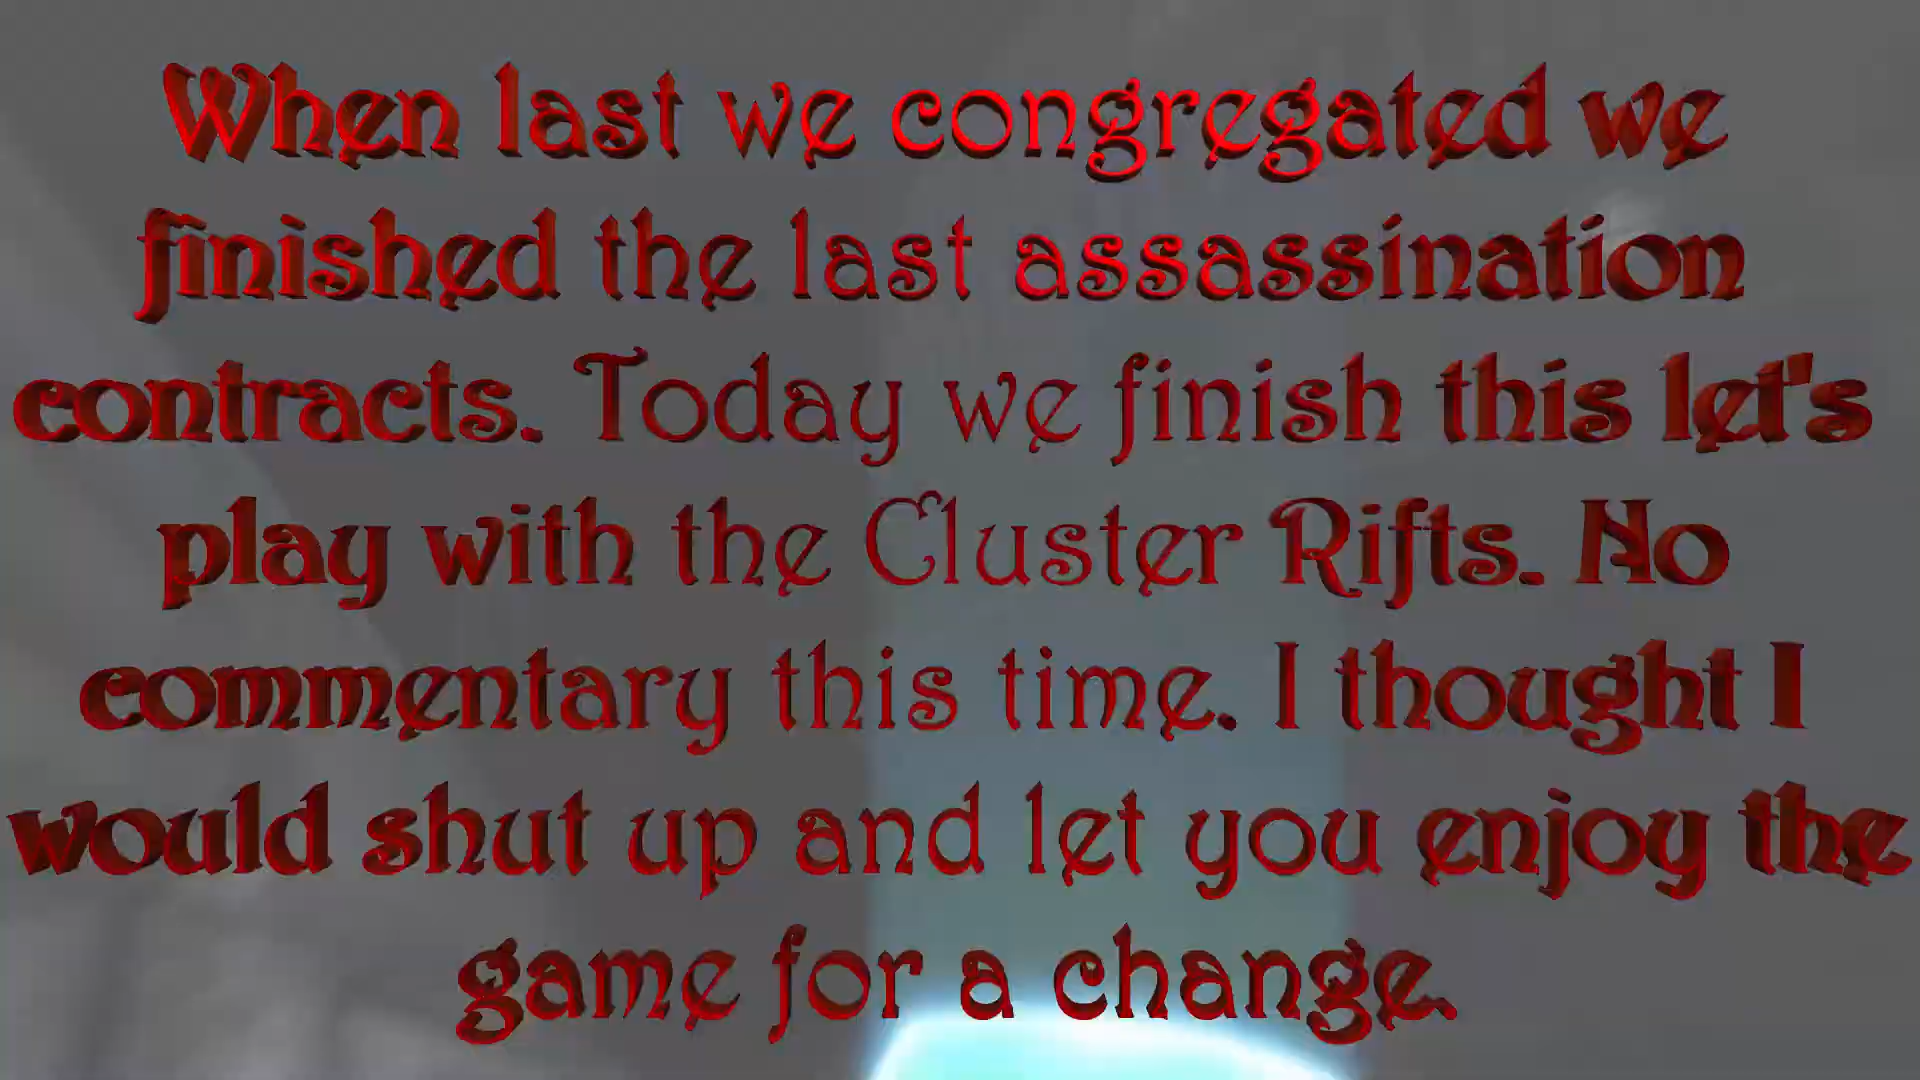 When last we congregated we
finished the last assassination
contracts. Today we finish this let's
play with the Cluster Rifts. No
commentary this time. I thought I
would shut up and let you enjoy the
game for a change.